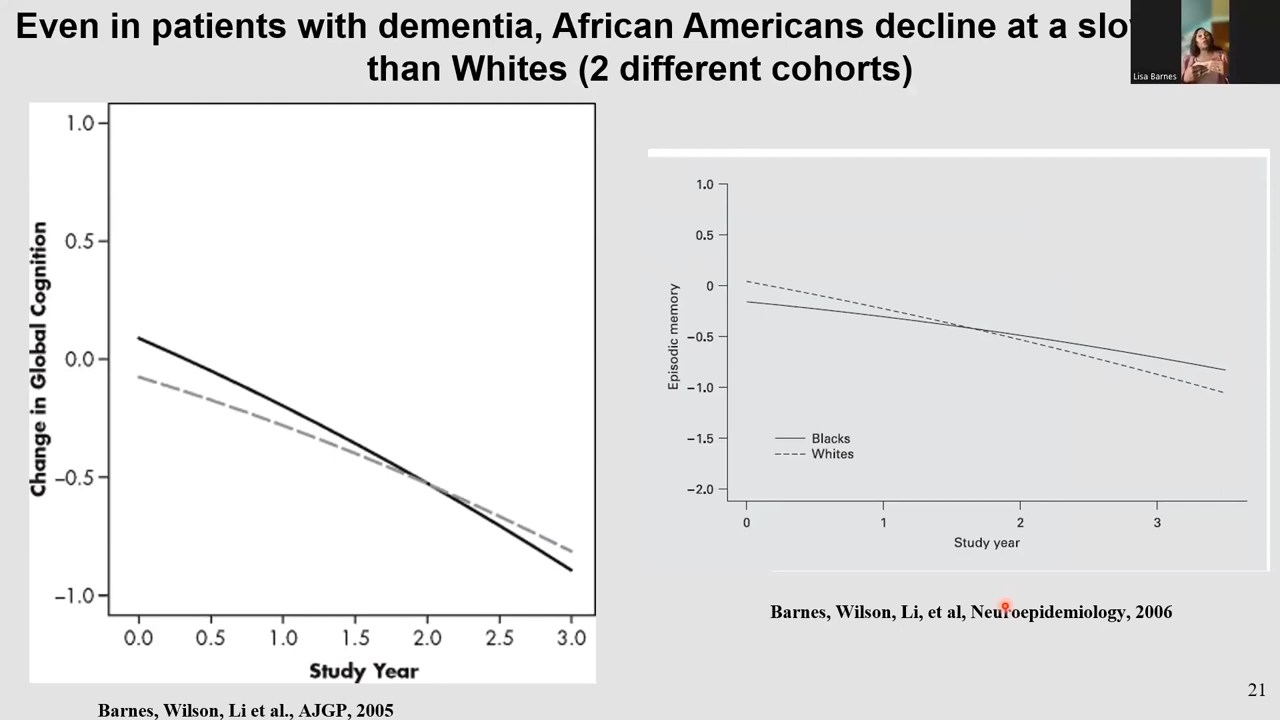 Even in patients with dementia, African Americans decline at a
than Whites (2 different cohorts)
Lisa Barnes
1.0
0.5
0.0
−0.5
−1.0
Change in Global Cognition
0.0 0.5 1.0 1.5 2.0 2.5 3.0
Study Year
Barnes, Wilson, Li et al., AJGP, 2005
1.0
0.5
0
−0.5
−1.0
−1.5
−2.0
Episodic memory
Blacks
Whites
0 1 2 3
Study year
Barnes, Wilson, Li, et al, Neuroepidemiology, 2006
21